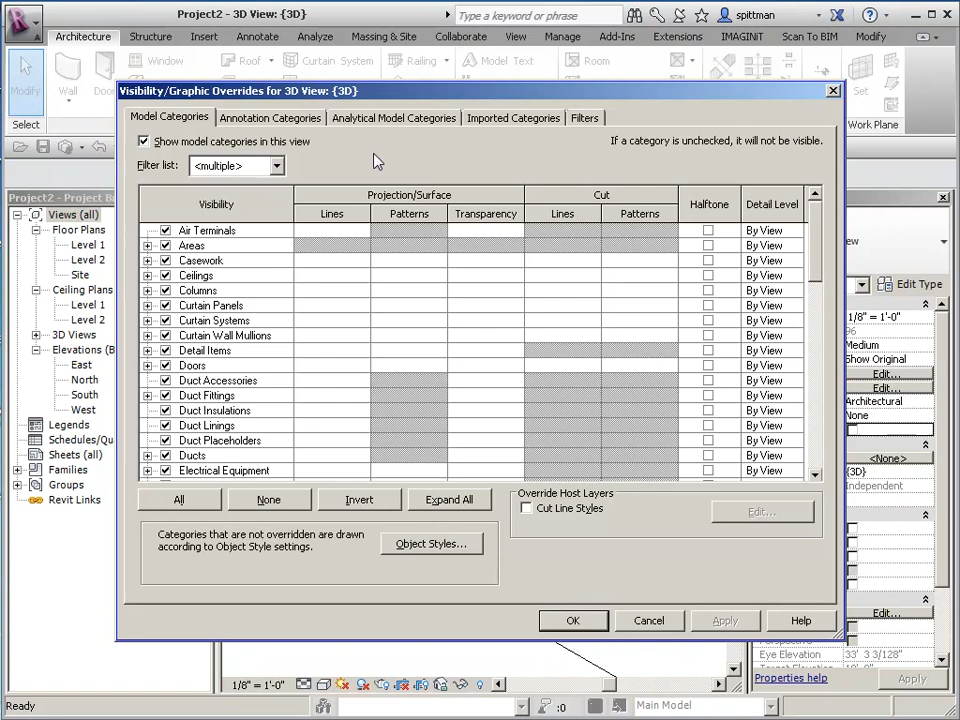 Project2 - 3D View: {3D}
Type a keyword or phrase
spittman
Architecture
Structure
Insert
Annotate
Analyze
Massing & Site
Collaborate
View
Manage
Add-Ins
Extensions
IMAGINiT
Scan To BIM
Modify
Modify
Wall
Window
Roof
Curtain System
Railing
Model Text
Room
Set
Select
Work Plane
Visibility/Graphic Overrides for 3D View: {3D}
Model Categories
Annotation Categories
Analytical Model Categories
Imported Categories
Filters
Show model categories in this view
If a category is unchecked, it will not be visible.
Filter list:
<multiple>
Visibility
Projection/Surface
Cut
Halftone
Detail Level
Lines
Patterns
Transparency
Lines
Patterns
Air Terminals
By View
Areas
By View
Casework
By View
Ceilings
By View
Columns
By View
Curtain Panels
By View
Curtain Systems
By View
Curtain Wall Mullions
By View
Detail Items
By View
Doors
By View
Duct Accessories
By View
Duct Fittings
By View
Duct Insulations
By View
Duct Linings
By View
Duct Placeholders
By View
Ducts
By View
Electrical Equipment
By View
All
None
Invert
Expand All
Override Host Layers
Cut Line Styles
Edit...
Categories that are not overridden are drawn
according to Object Style settings.
Object Styles...
OK
Cancel
Apply
Help
Project2 - Project
Views (all)
Floor Plans
Level 1
Level 2
Site
Ceiling Plans
Level 1
Level 2
3D Views
Elevations (B
East
North
South
West
Legends
Schedules/Qu
Sheets (all)
Families
Groups
Revit Links
Edit Type
1/8" = 1'-0"
96
Medium
Show Original
Edit...
Edit...
Architectural
None
<None>
{3D}
Independent
Edit...
Eye Elevation
33' 3 3/128"
Properties help
Apply
1/8" = 1'-0"
Ready
:0
Main Model